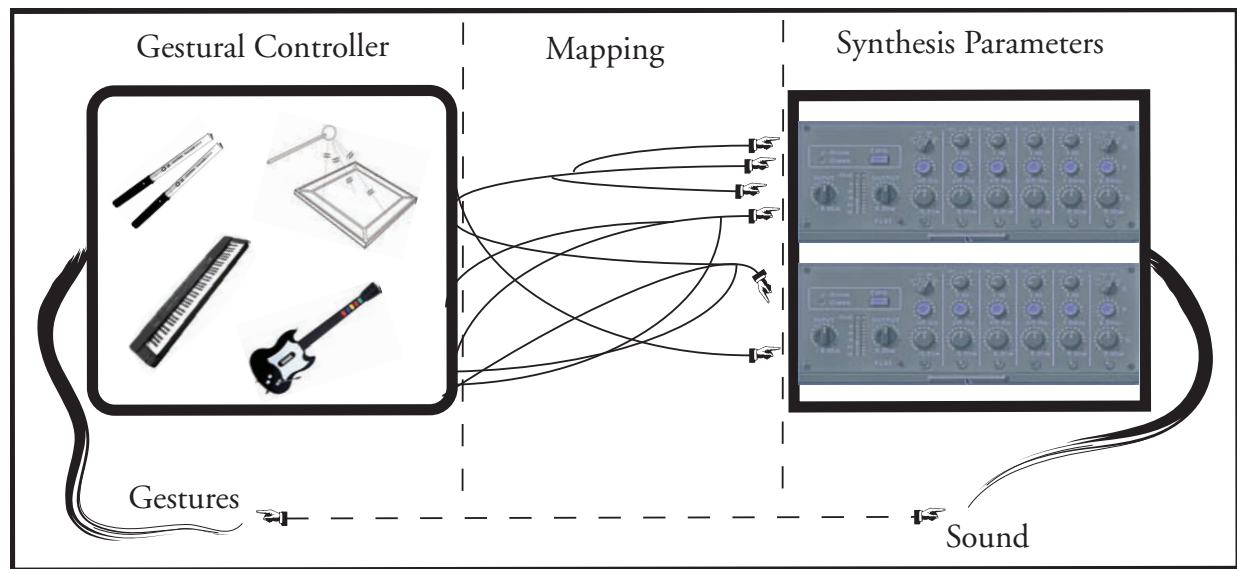 Gestural Controller
Mapping
Synthesis Parameters
Gestures
Sound